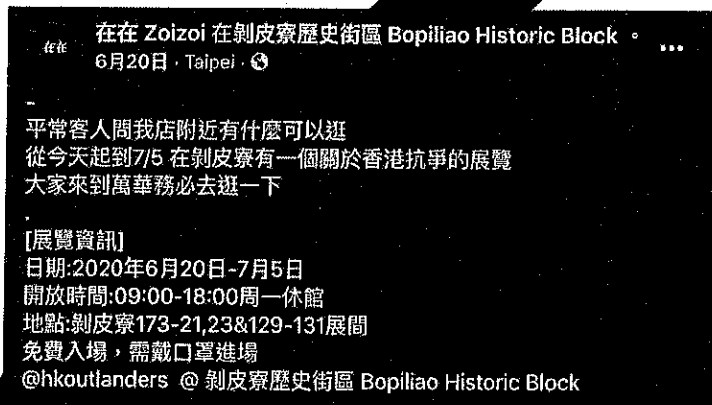 在在
在在 Zoizoi 在剝皮寮歷史街區 Bopiliao Historic Block 。
6月20日 · Taipei ·
-
平常客人問我店附近有什麼可以逛
從今天起到7/5 在剝皮寮有一個關於香港抗爭的展覽
大家來到萬華務必去逛一下
.
[展覽資訊]
日期:2020年6月20日-7月5日
開放時間:09:00-18:00周一休館
地點:剝皮寮173-21,23&129-131展間
免費入場，需戴口罩進場
@hkoutlanders @ 剝皮寮歷史街區 Bopiliao Historic Block